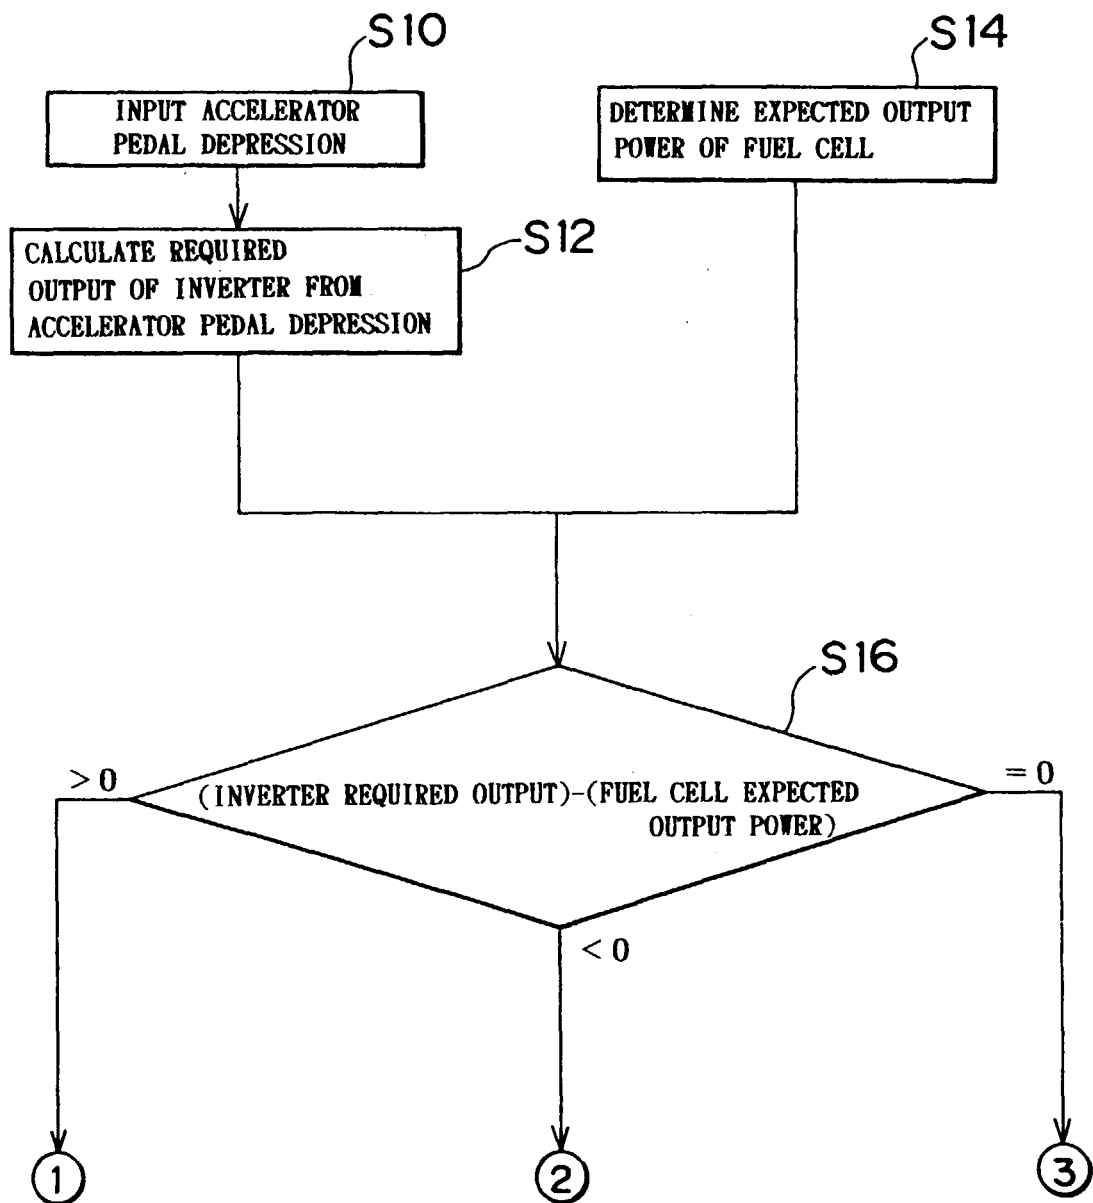 S10
INPUT ACCELERATOR
PEDAL DEPRESSION
S14
DETERMINE EXPECTED OUTPUT
POWER OF FUEL CELL
S12
CALCULATE REQUIRED
OUTPUT OF INVERTER FROM
ACCELERATOR PEDAL DEPRESSION
S16
(INVERTER REQUIRED OUTPUT)-(FUEL CELL EXPECTED
OUTPUT POWER)
> 0
= 0
< 0
1
2
3